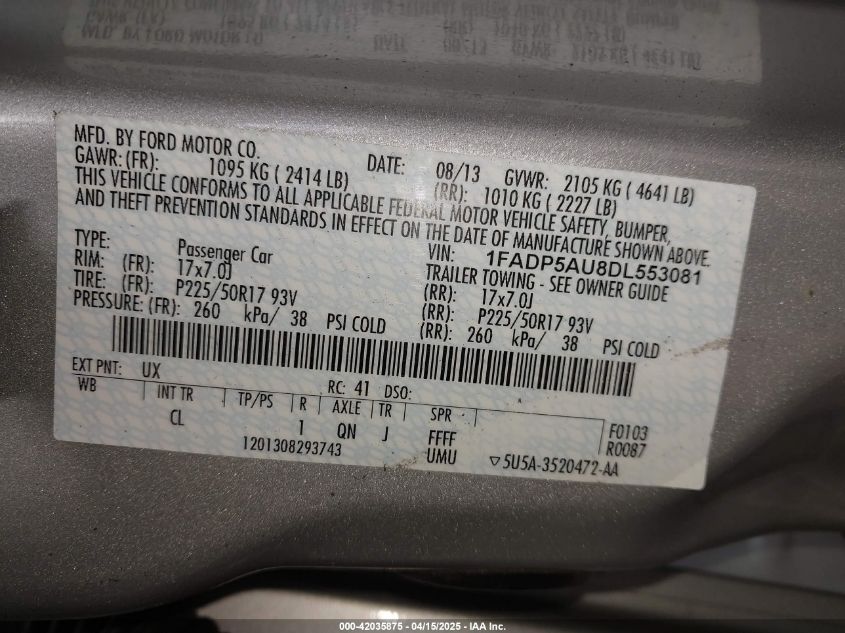 MFD. BY FORD MOTOR CO. DATE: 08/13 GVWR: 2105 KG ( 4641 LB)
GAWR: (FR): 1095 KG ( 2414 LB) (RR): 1010 KG ( 2227 LB)
THIS VEHICLE CONFORMS TO ALL APPLICABLE FEDERAL MOTOR VEHICLE SAFETY, BUMPER,
AND THEFT PREVENTION STANDARDS IN EFFECT ON THE DATE OF MANUFACTURE SHOWN ABOVE.
VIN: 1FADP5AU8DL553081
TYPE: Passenger Car TRAILER TOWING - SEE OWNER GUIDE
RIM: (FR): 17x7.0J (RR): 17x7.0J
TIRE: (FR): P225/50R17 93V (RR): P225/50R17 93V
PRESSURE: (FR): 260 kPa/ 38 PSI COLD (RR): 260 kPa/ 38 PSI COLD
EXT PNT: UX RC: 41 DSO:
WB INT TR TP/PS R AXLE TR SPR
CL 1 QN J FFFF F0103
1201308293743 UMU R0087
▽5U5A-3520472-AA
000-42035875 - 04/15/2025 - IAA Inc.